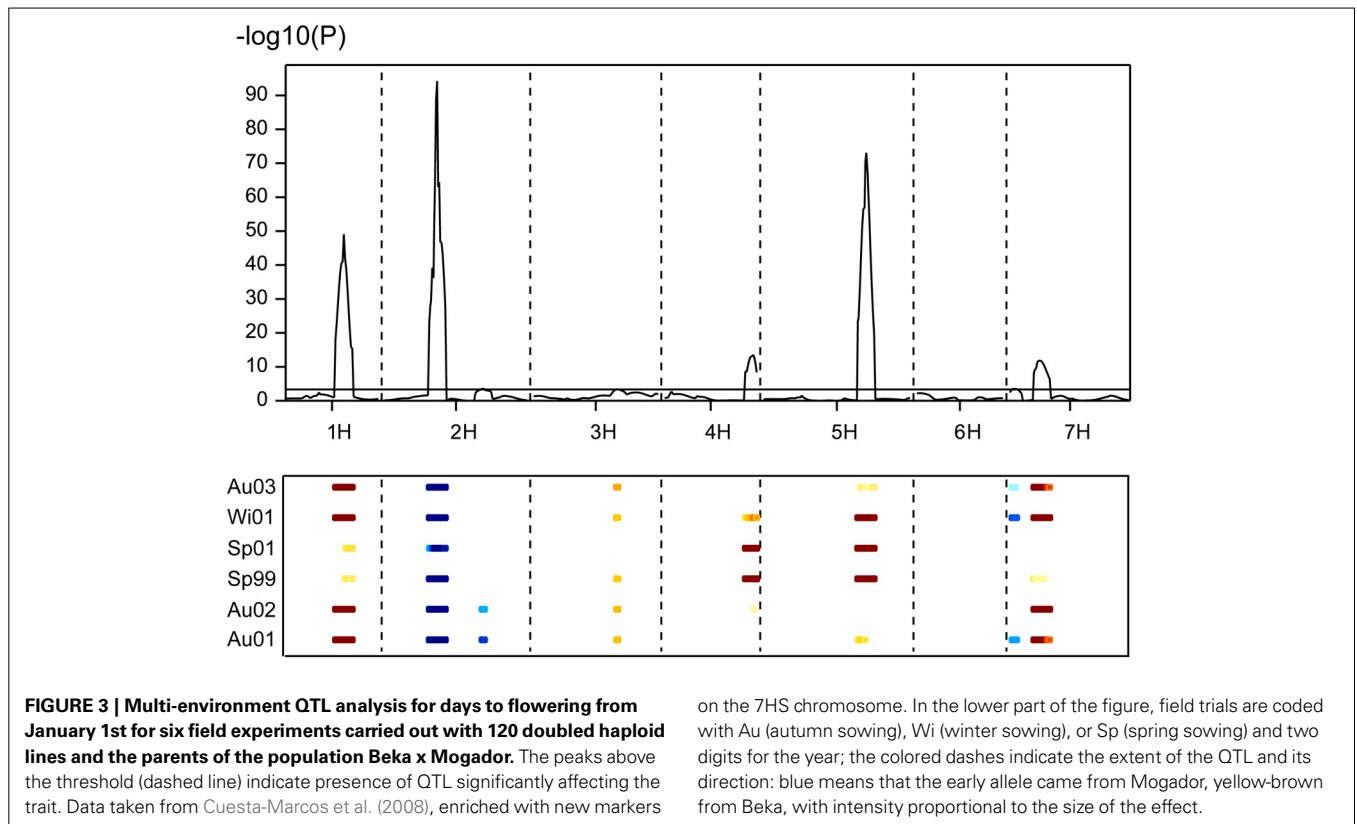 -log10(P)
90
80
70
60
50
40
30
20
10
0
1H 2H 3H 4H 5H 6H 7H
Au03
Wi01
Sp01
Sp99
Au02
Au01
FIGURE 3 | Multi-environment QTL analysis for days to flowering from
January 1st for six field experiments carried out with 120 doubled haploid
lines and the parents of the population Beka x Mogador. The peaks above
the threshold (dashed line) indicate presence of QTL significantly affecting the
trait. Data taken from Cuesta-Marcos et al. (2008), enriched with new markers
on the 7HS chromosome. In the lower part of the figure, field trials are coded
with Au (autumn sowing), Wi (winter sowing), or Sp (spring sowing) and two
digits for the year; the colored dashes indicate the extent of the QTL and its
direction: blue means that the early allele came from Mogador, yellow-brown
from Beka, with intensity proportional to the size of the effect.